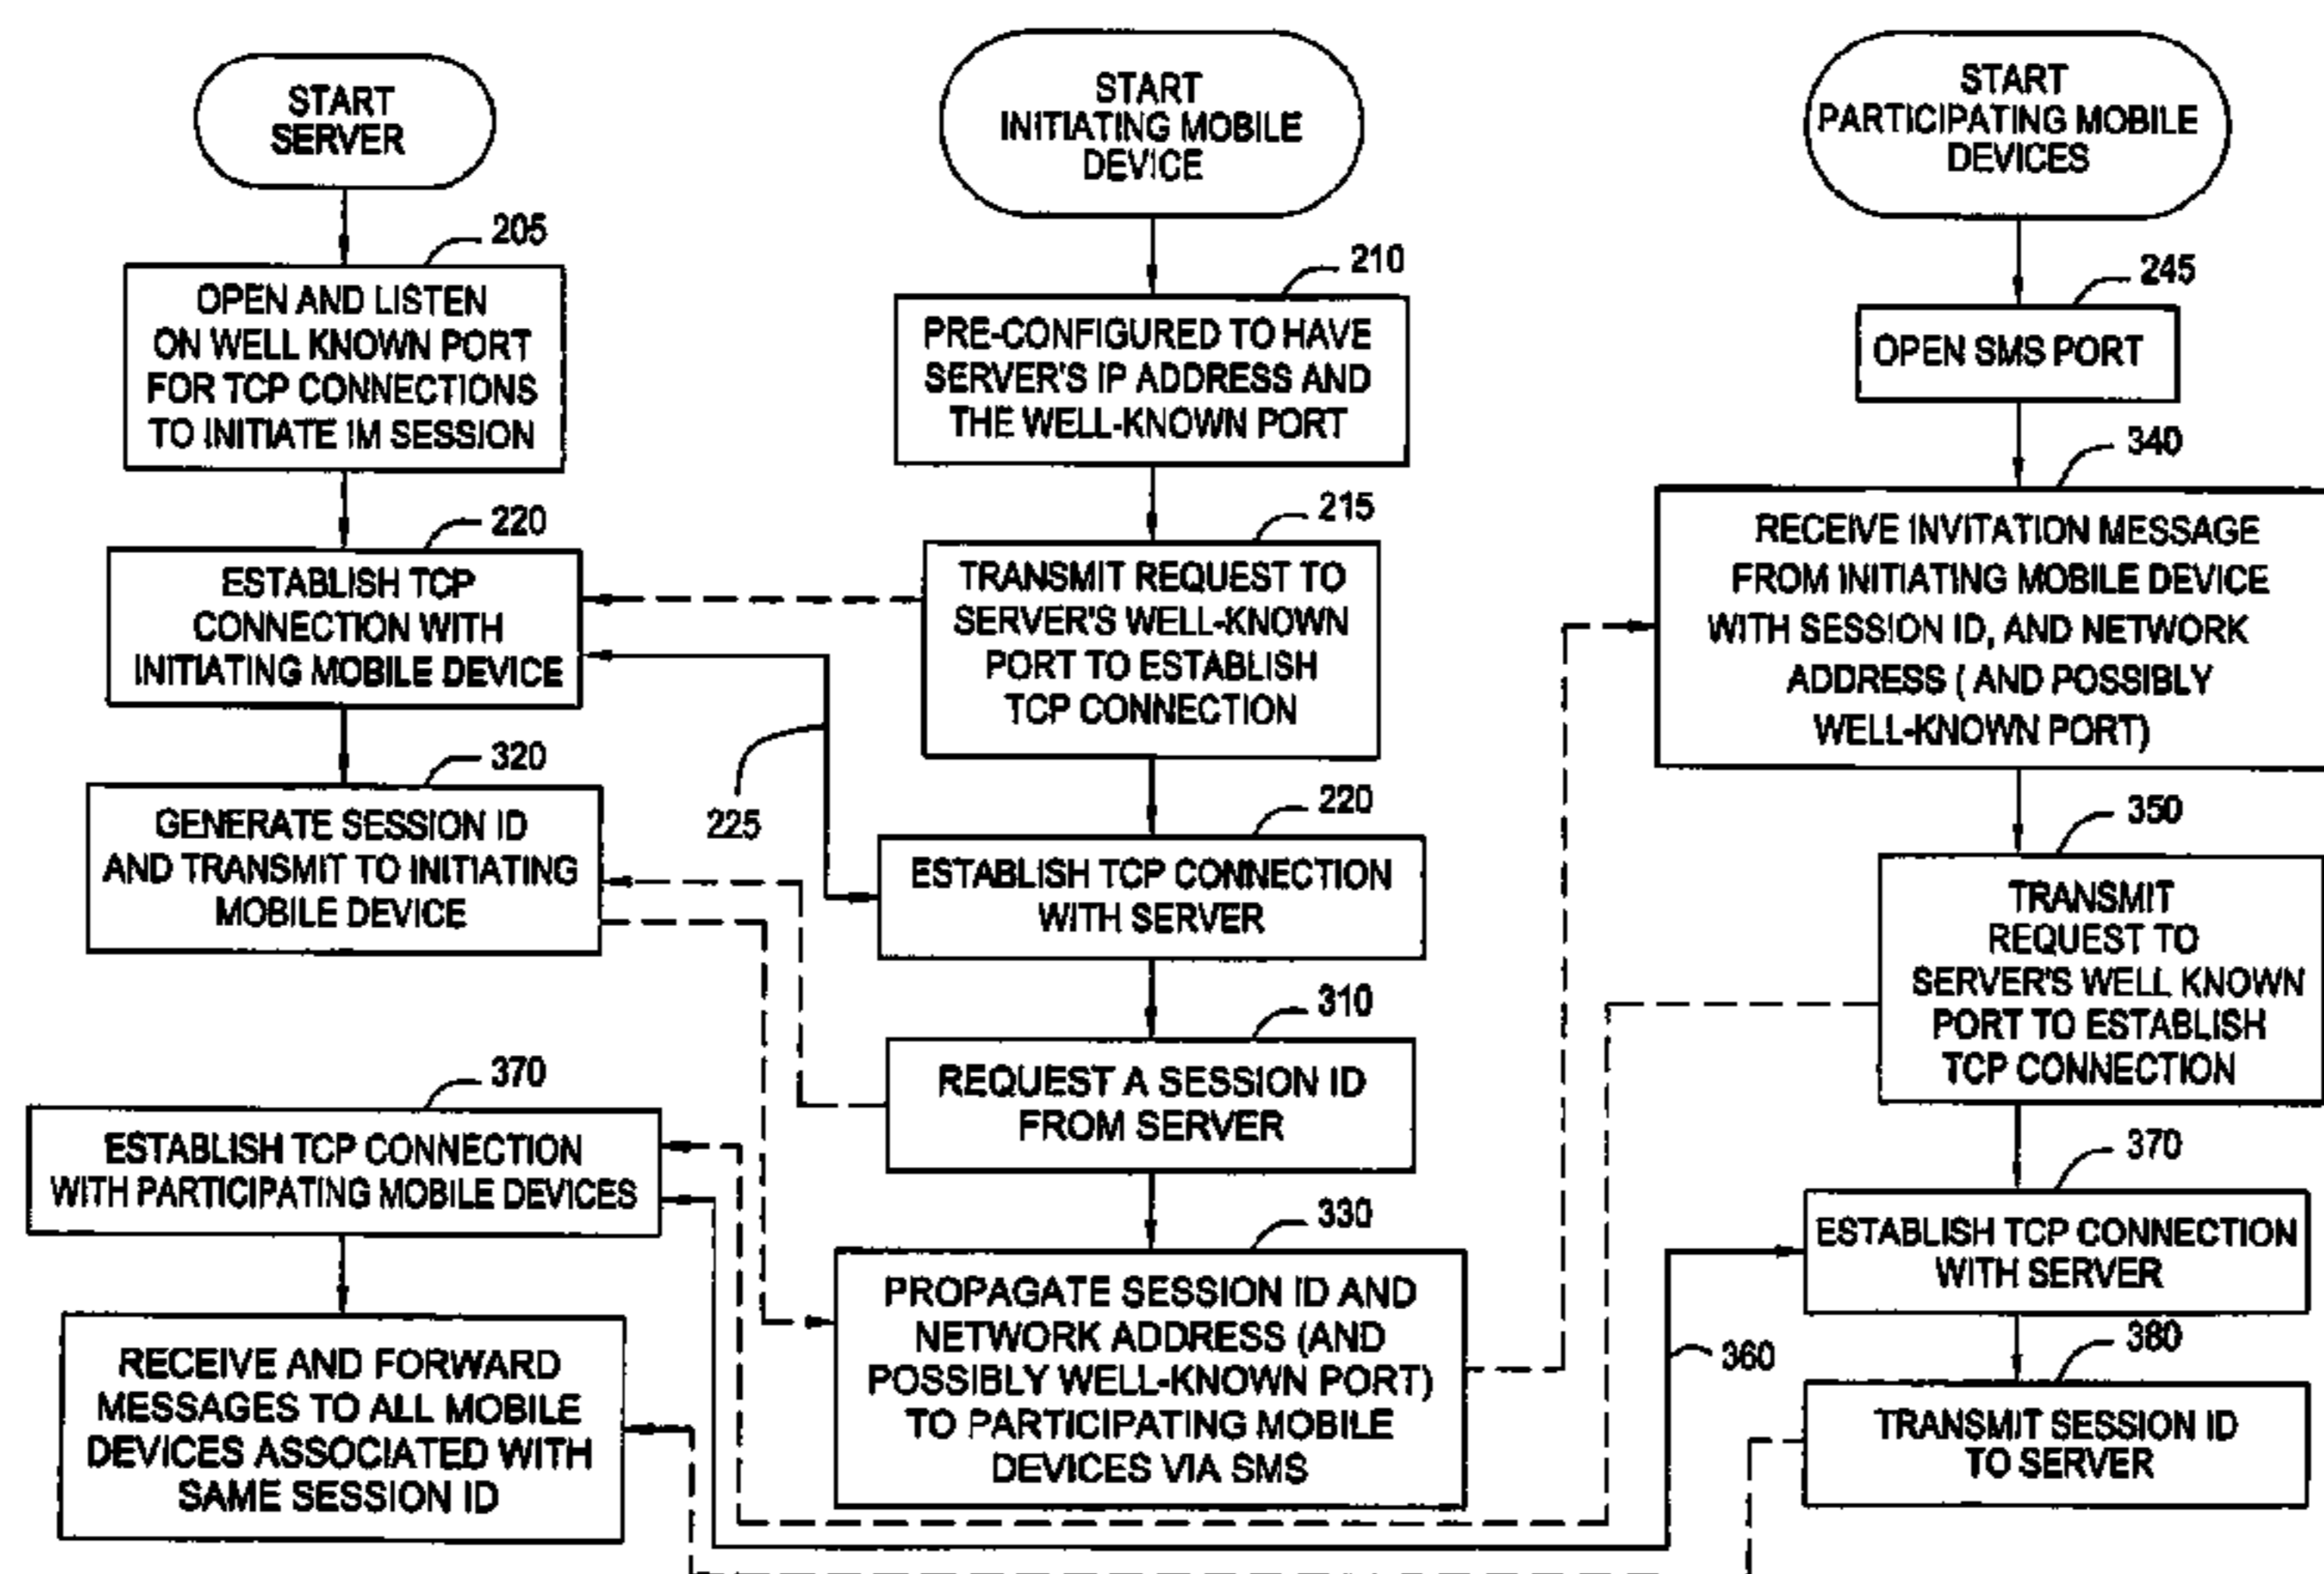 START
SERVER
205
OPEN AND LISTEN
ON WELL KNOWN PORT
FOR TCP CONNECTIONS
TO INITIATE IM SESSION
220
ESTABLISH TCP
CONNECTION WITH
INITIATING MOBILE DEVICE
225
320
GENERATE SESSION ID
AND TRANSMIT TO INITIATING
MOBILE DEVICE
370
ESTABLISH TCP CONNECTION
WITH PARTICIPATING MOBILE DEVICES
RECEIVE AND FORWARD
MESSAGES TO ALL MOBILE
DEVICES ASSOCIATED WITH
SAME SESSION ID
START
INITIATING MOBILE
DEVICE
210
PRE-CONFIGURED TO HAVE
SERVER'S IP ADDRESS AND
THE WELL-KNOWN PORT
215
TRANSMIT REQUEST TO
SERVER'S WELL-KNOWN
PORT TO ESTABLISH
TCP CONNECTION
220
ESTABLISH TCP CONNECTION
WITH SERVER
310
REQUEST A SESSION ID
FROM SERVER
330
PROPAGATE SESSION ID AND
NETWORK ADDRESS (AND
POSSIBLY WELL-KNOWN PORT)
TO PARTICIPATING MOBILE
DEVICES VIA SMS
START
PARTICIPATING MOBILE
DEVICES
245
OPEN SMS PORT
340
RECEIVE INVITATION MESSAGE
FROM INITIATING MOBILE DEVICE
WITH SESSION ID, AND NETWORK
ADDRESS ( AND POSSIBLY
WELL-KNOWN PORT)
350
TRANSMIT
REQUEST TO
SERVER'S WELL KNOWN
PORT TO ESTABLISH
TCP CONNECTION
370
ESTABLISH TCP CONNECTION
WITH SERVER
360
380
TRANSMIT SESSION ID
TO SERVER